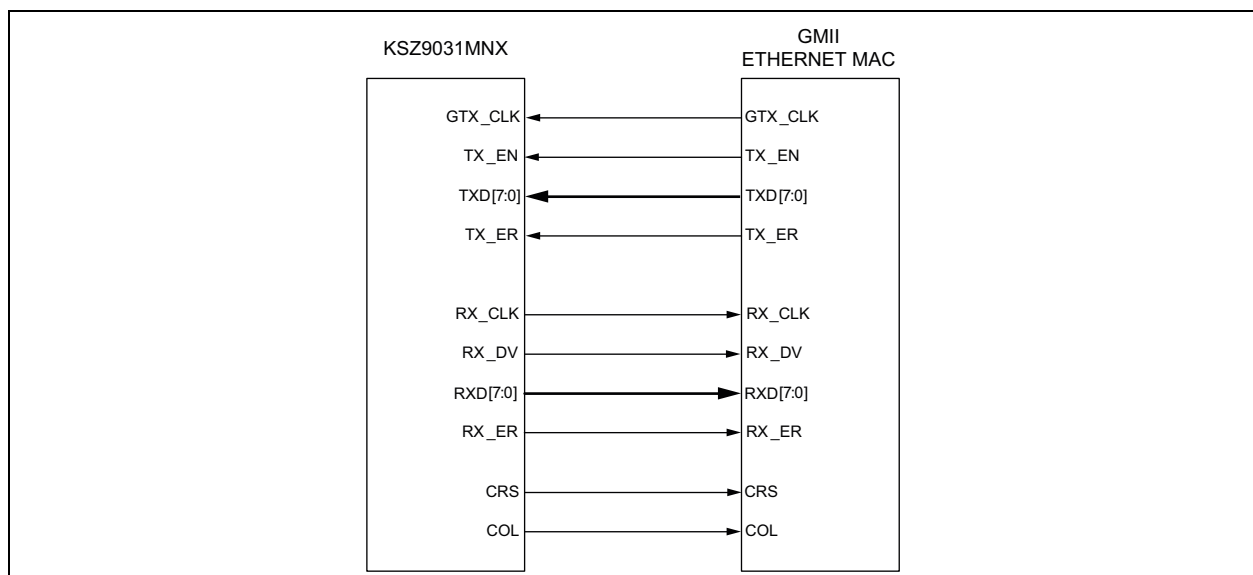 KSZ9031MNX
GMII
ETHERNET MAC
GTX_CLK GTX_CLK
TX_EN TX_EN
TXD[7:0] TXD[7:0]
TX_ER TX_ER
RX_CLK RX_CLK
RX_DV RX_DV
RXD[7:0] RXD[7:0]
RX_ER RX_ER
CRS CRS
COL COL